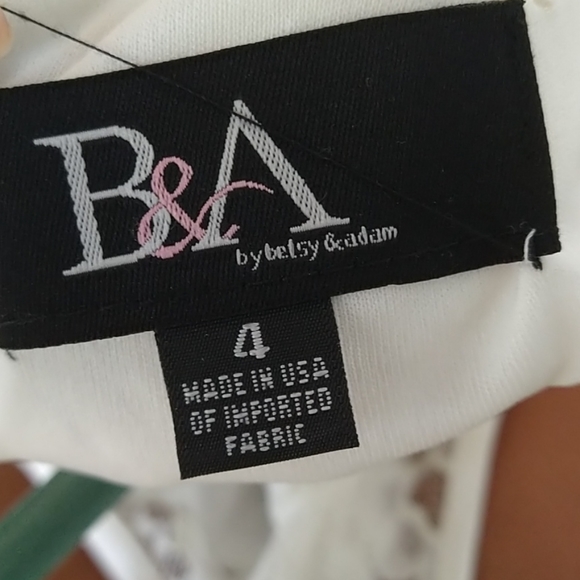 B&A
by betsy & adam
4
MADE IN USA
OF IMPORTED
FABRIC